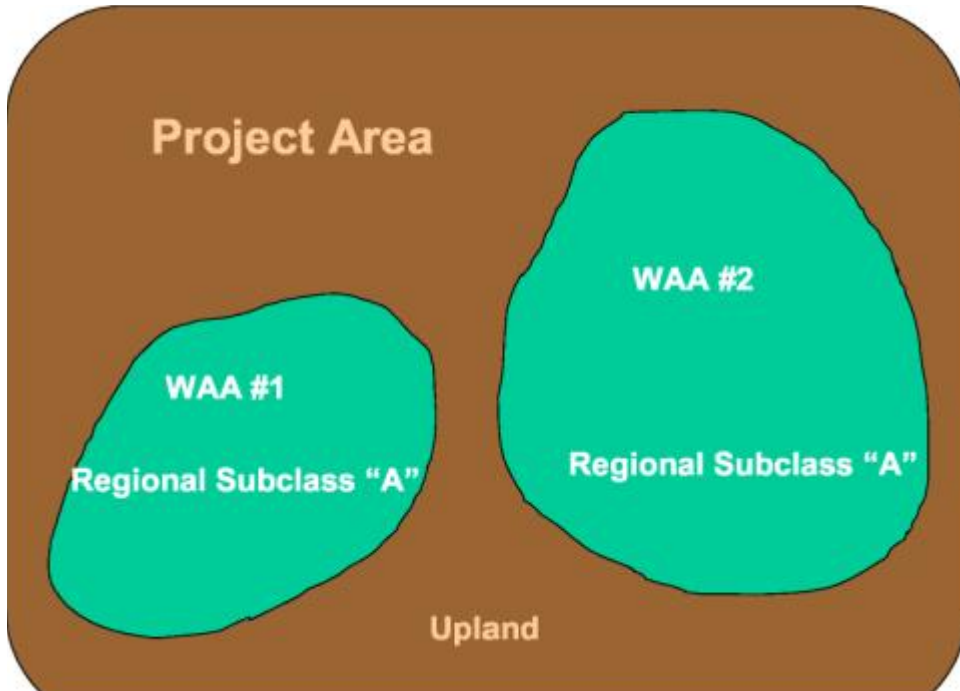 Project Area
WAA #2
WAA #1
Regional Subclass “A”
Regional Subclass “A”
Upland